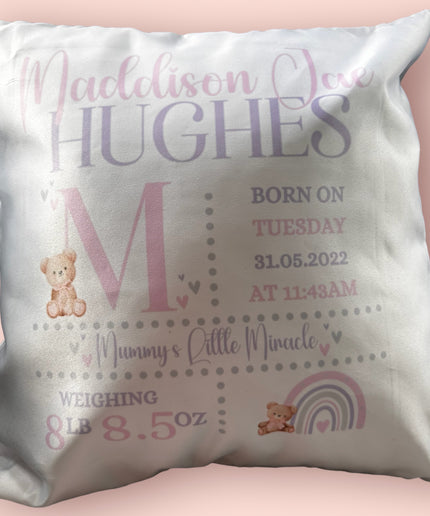 Maddison Jae
HUGHES
M
BORN ON
TUESDAY
31.05.2022
AT 11:43AM
Mummy's Little Miracle
WEIGHING
8LB 8.5OZ